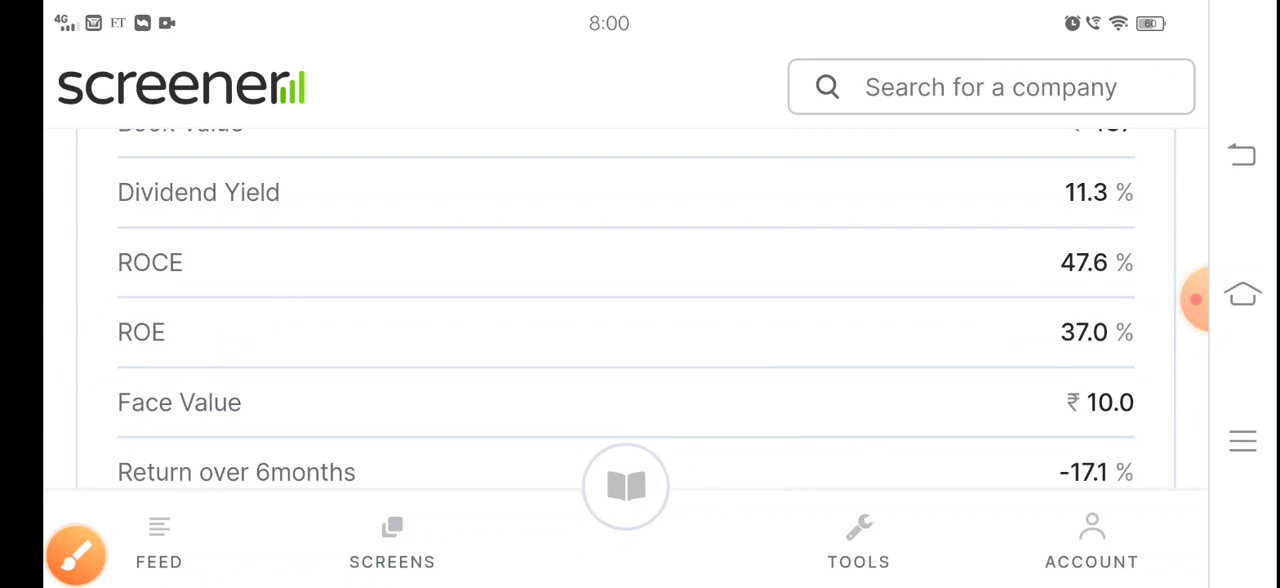 4G ET 8:00 60
screener Search for a company
Dividend Yield 11.3 %
ROCE 47.6 %
ROE 37.0 %
Face Value ₹ 10.0
Return over 6months -17.1 %
FEED SCREENS TOOLS ACCOUNT